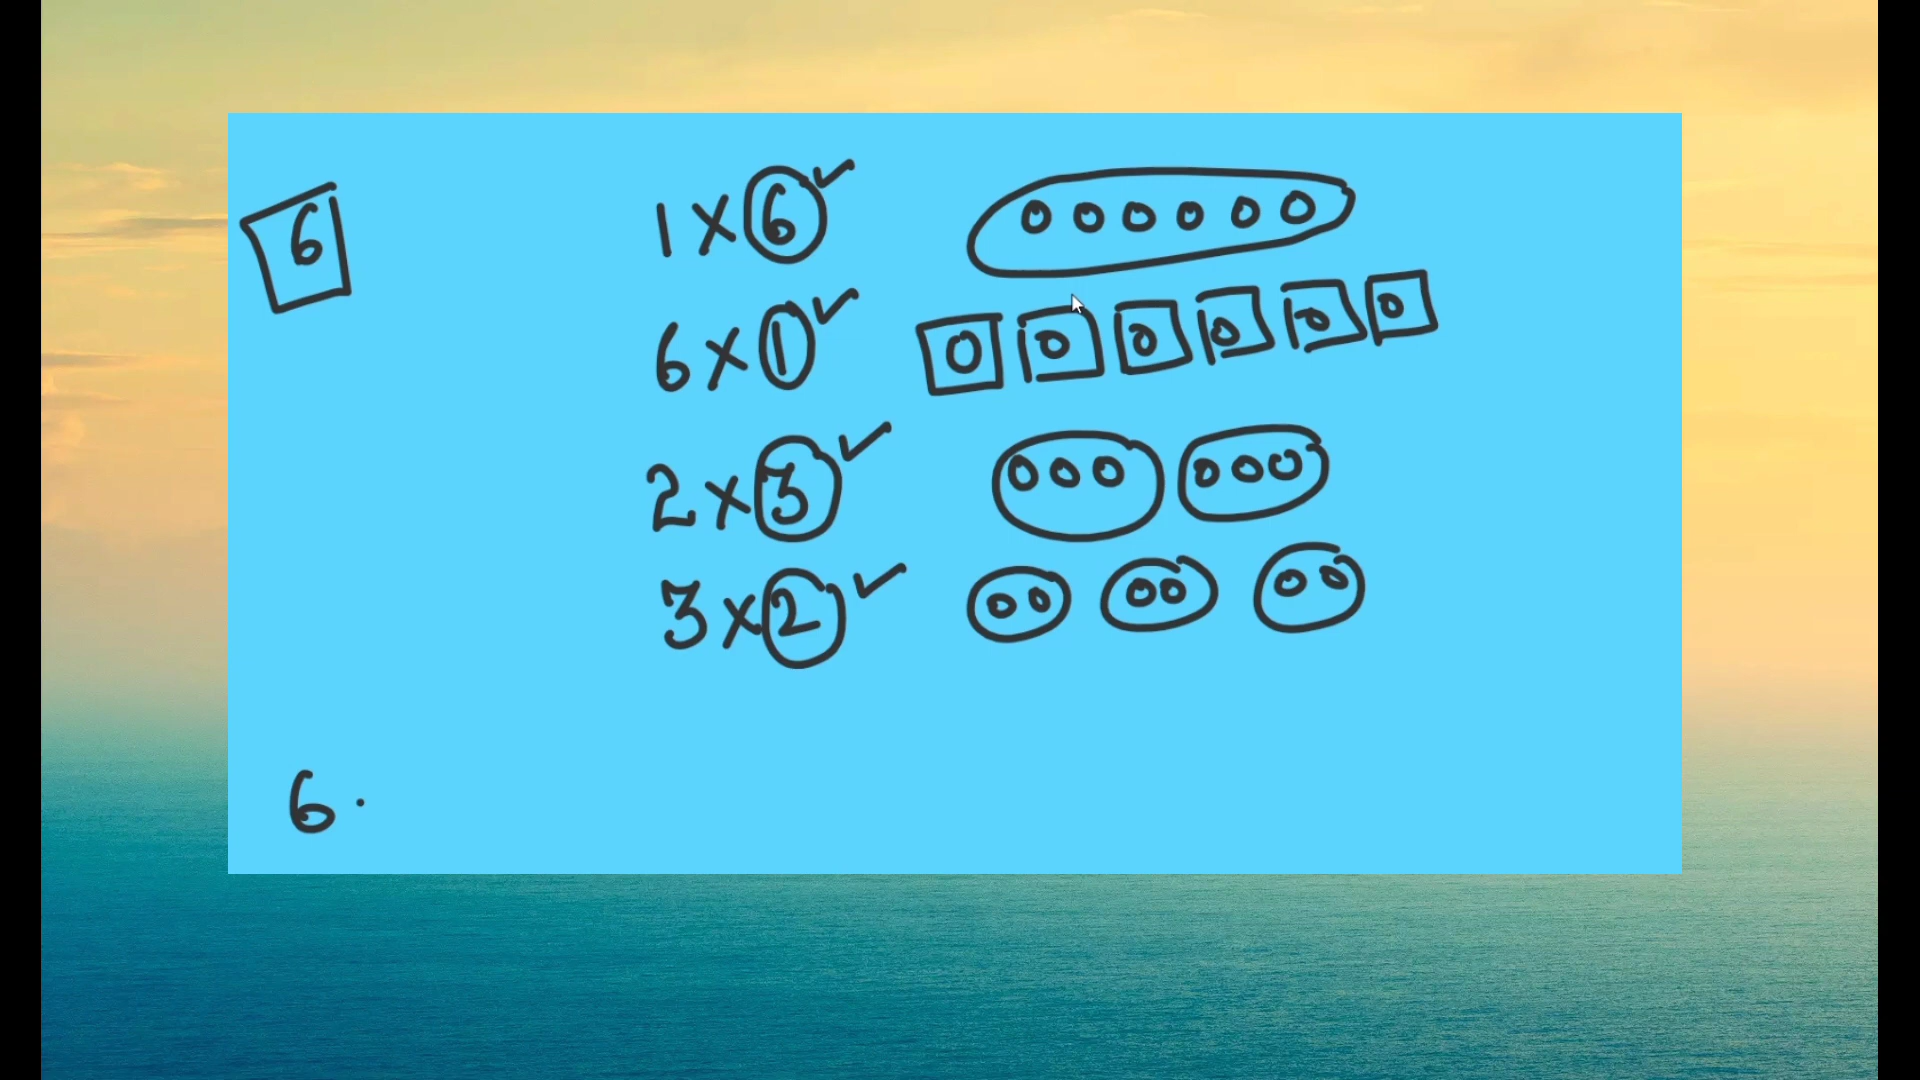 6
1 × 6 ✓
6 × 1 ✓
2 × 3 ✓
3 × 2 ✓
6.